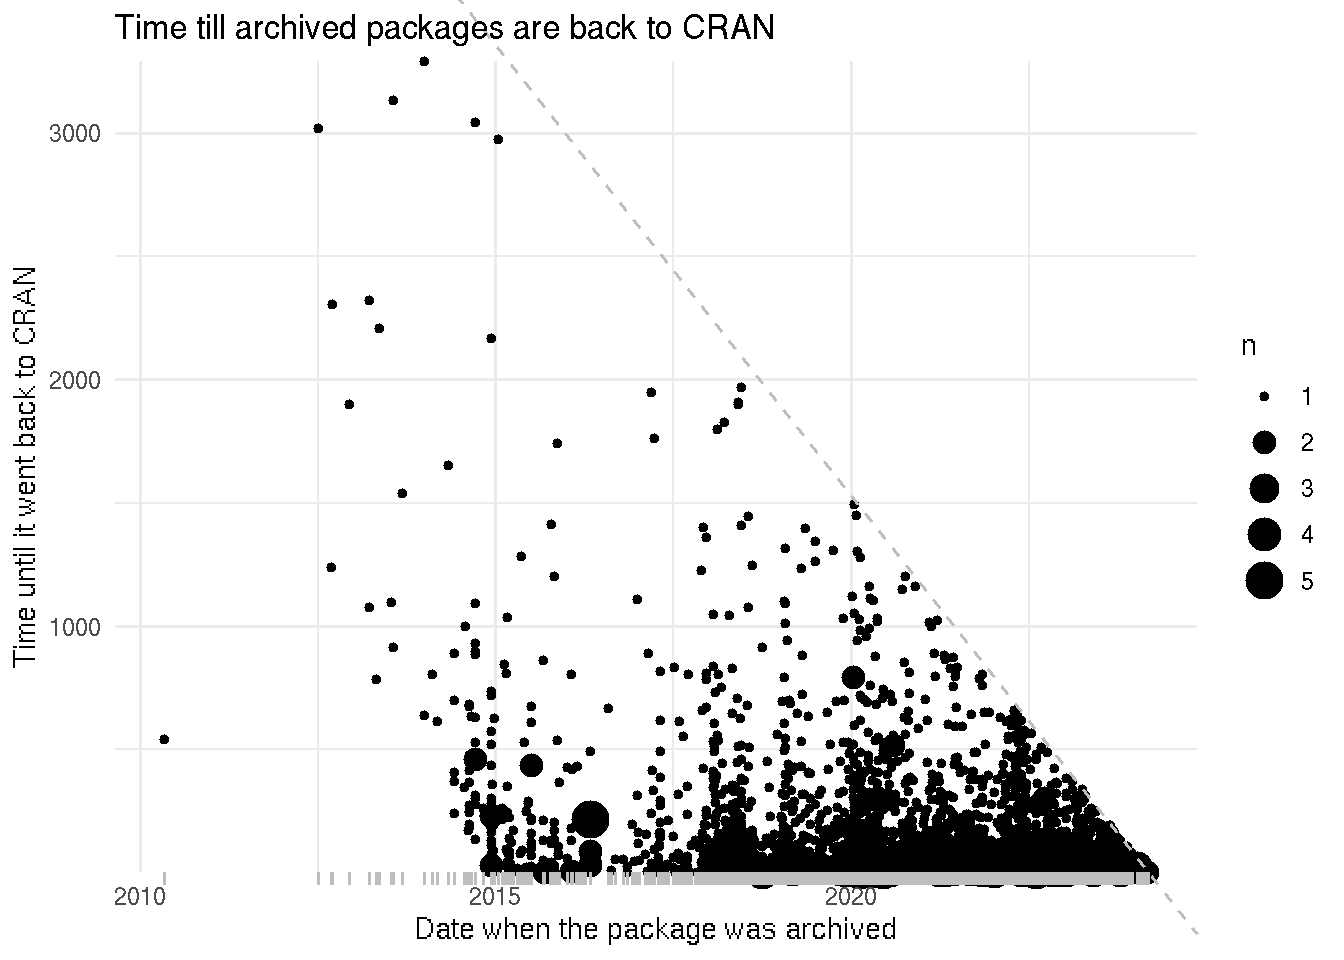 Time till archived packages are back to CRAN
Time until it went back to CRAN
3000
2000
1000
2010
2015
2020
Date when the package was archived
n
1
2
3
4
5